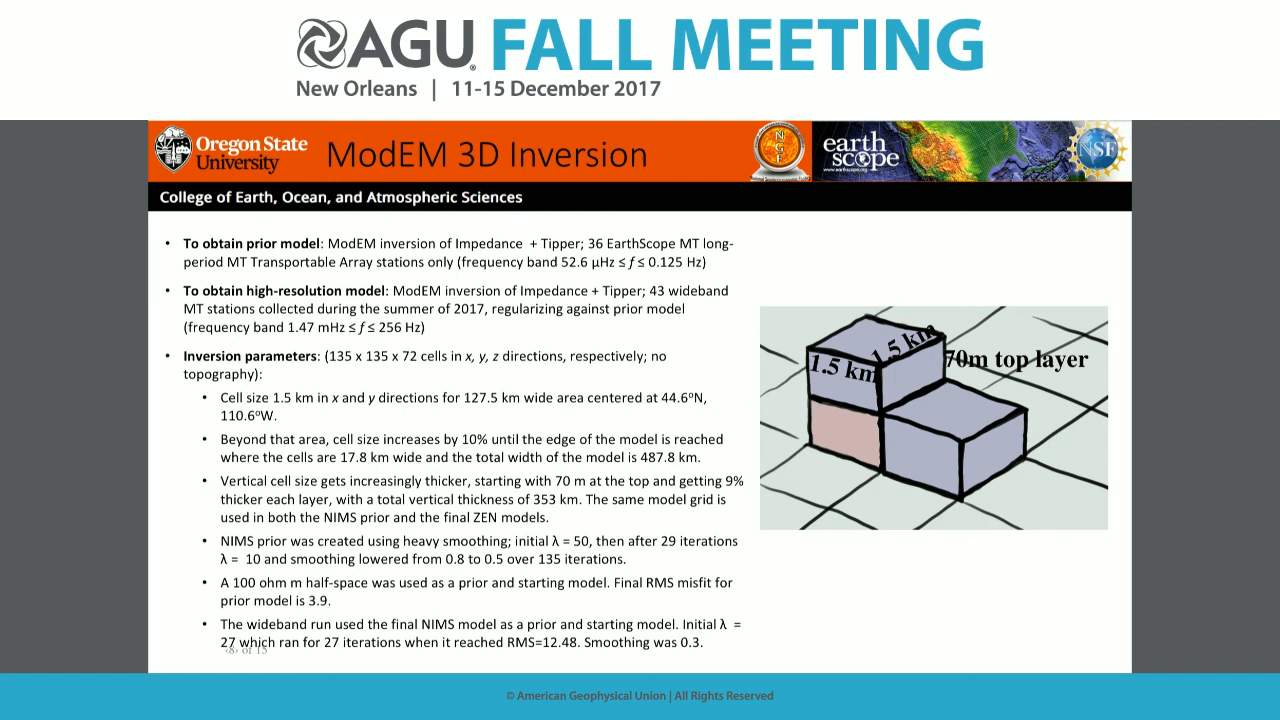 AGU FALL MEETING
New Orleans | 11-15 December 2017
Oregon State
University
ModEM 3D Inversion
N
G
F
earth
scope
www.earthscope.org
NSF
College of Earth, Ocean, and Atmospheric Sciences
• To obtain prior model: ModEM inversion of Impedance + Tipper; 36 EarthScope MT long-
period MT Transportable Array stations only (frequency band 52.6 μHz ≤ f ≤ 0.125 Hz)
• To obtain high-resolution model: ModEM inversion of Impedance + Tipper; 43 wideband
MT stations collected during the summer of 2017, regularizing against prior model
(frequency band 1.47 mHz ≤ f ≤ 256 Hz)
• Inversion parameters: (135 x 135 x 72 cells in x, y, z directions, respectively; no
topography):
• Cell size 1.5 km in x and y directions for 127.5 km wide area centered at 44.6ºN,
110.6ºW.
• Beyond that area, cell size increases by 10% until the edge of the model is reached
where the cells are 17.8 km wide and the total width of the model is 487.8 km.
• Vertical cell size gets increasingly thicker, starting with 70 m at the top and getting 9%
thicker each layer, with a total vertical thickness of 353 km. The same model grid is
used in both the NIMS prior and the final ZEN models.
• NIMS prior was created using heavy smoothing; initial λ = 50, then after 29 iterations
λ = 10 and smoothing lowered from 0.8 to 0.5 over 135 iterations.
• A 100 ohm m half-space was used as a prior and starting model. Final RMS misfit for
prior model is 3.9.
• The wideband run used the final NIMS model as a prior and starting model. Initial λ =
27 which ran for 27 iterations when it reached RMS=12.48. Smoothing was 0.3.
‹8› of 15
1.5 km
1.5 km
70m top layer
© American Geophysical Union | All Rights Reserved